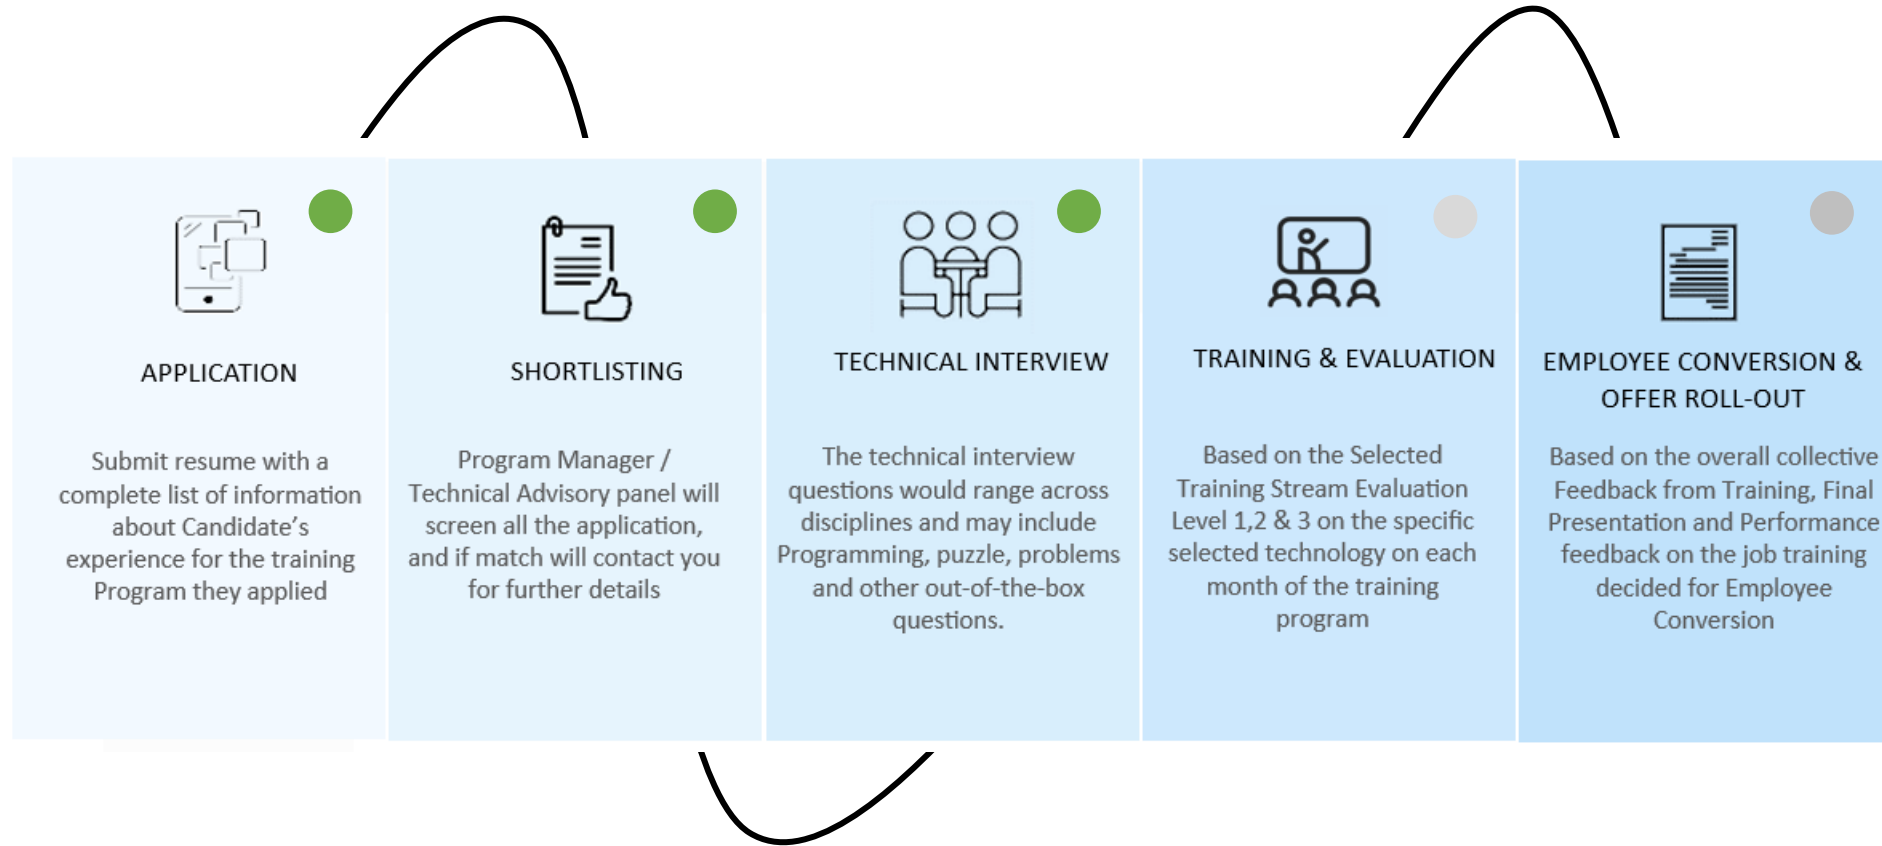 APPLICATION
Submit resume with a
complete list of information
about Candidate's
experience for the training
Program they applied
SHORTLISTING
Program Manager /
Technical Advisory panel will
screen all the application,
and if match will contact you
for further details
TECHNICAL INTERVIEW
The technical interview
questions would range across
disciplines and may include
Programming, puzzle, problems
and other out-of-the-box
questions.
TRAINING & EVALUATION
Based on the Selected
Training Stream Evaluation
Level 1,2 & 3 on the specific
selected technology on each
month of the training
program
EMPLOYEE CONVERSION &
OFFER ROLL-OUT
Based on the overall collective
Feedback from Training, Final
Presentation and Performance
feedback on the job training
decided for Employee
Conversion